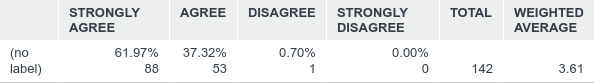 STRONGLY AGREE DISAGREE STRONGLY TOTAL WEIGHTED
AGREE DISAGREE AVERAGE
(no 61.97% 37.32% 0.70% 0.00%
label) 88 53 1 0 142 3.61